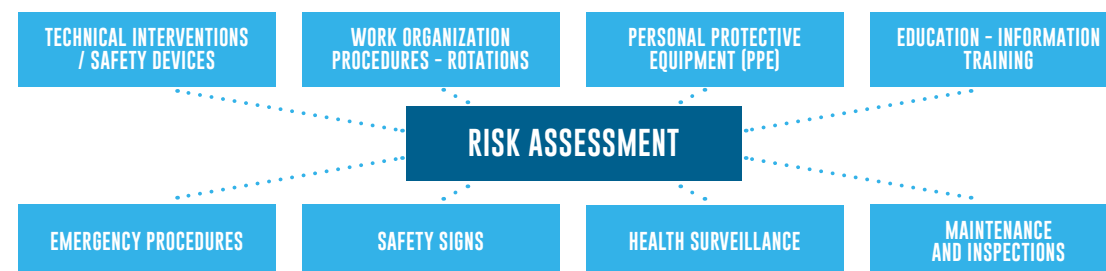 TECHNICAL INTERVENTIONS
/ SAFETY DEVICES
WORK ORGANIZATION
PROCEDURES - ROTATIONS
PERSONAL PROTECTIVE
EQUIPMENT (PPE)
EDUCATION - INFORMATION
TRAINING
RISK ASSESSMENT
EMERGENCY PROCEDURES
SAFETY SIGNS
HEALTH SURVEILLANCE
MAINTENANCE
AND INSPECTIONS